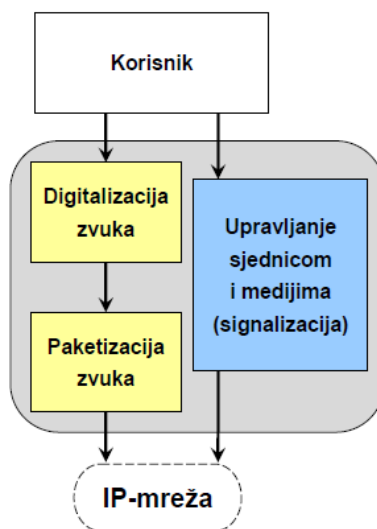 Korisnik
Digitalizacija
zvuka
Upravljanje
sjednicom
i medijima
(signalizacija)
Paketizacija
zvuka
IP-mreža